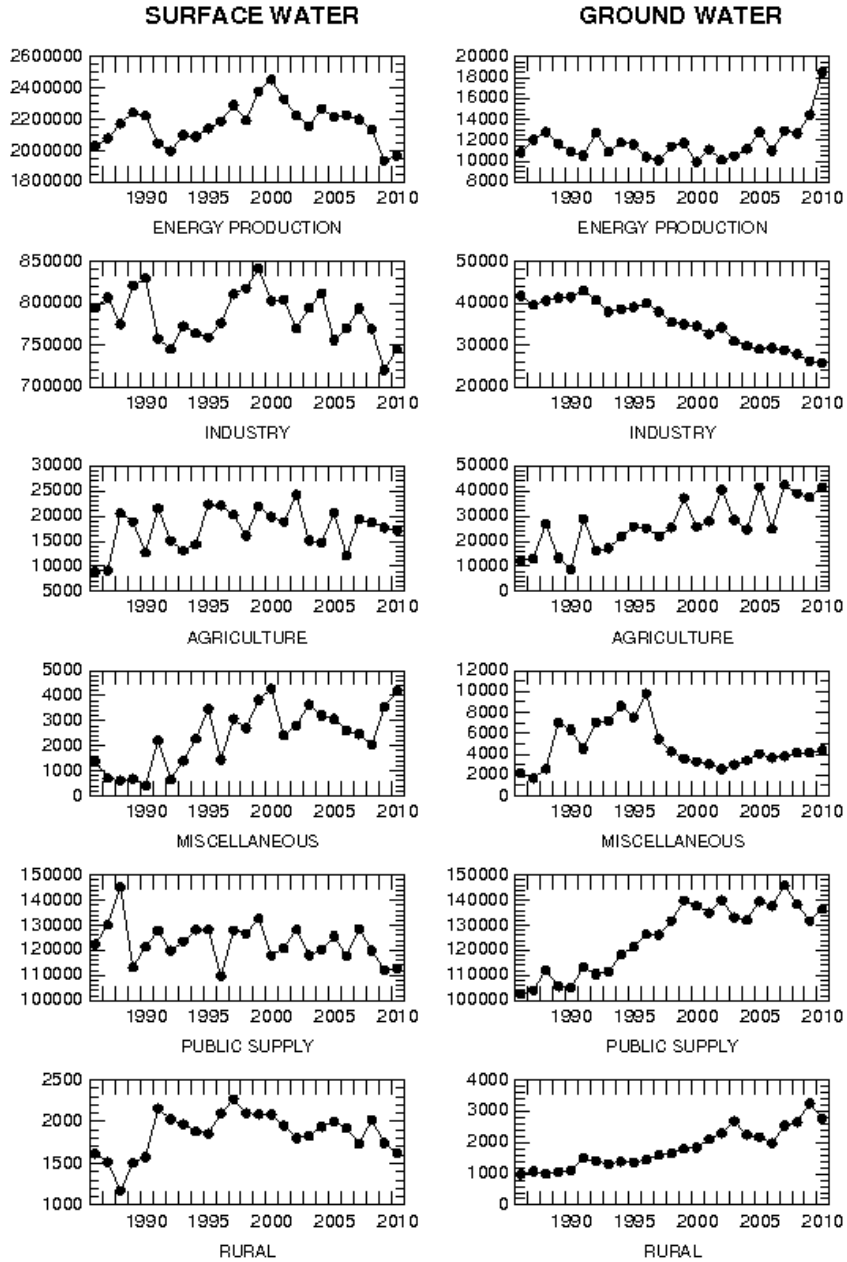 SURFACE WATER GROUND WATER
2600000
2400000
2200000
2000000
1800000
1990 1995 2000 2005 2010
ENERGY PRODUCTION
20000
18000
16000
14000
12000
10000
8000
1990 1995 2000 2005 2010
ENERGY PRODUCTION
850000
800000
750000
700000
1990 1995 2000 2005 2010
INDUSTRY
50000
40000
30000
20000
1990 1995 2000 2005 2010
INDUSTRY
30000
25000
20000
15000
10000
5000
1990 1995 2000 2005 2010
AGRICULTURE
50000
40000
30000
20000
10000
0
1990 1995 2000 2005 2010
AGRICULTURE
5000
4000
3000
2000
1000
0
1990 1995 2000 2005 2010
MISCELLANEOUS
12000
10000
8000
6000
4000
2000
0
1990 1995 2000 2005 2010
MISCELLANEOUS
150000
140000
130000
120000
110000
100000
1990 1995 2000 2005 2010
PUBLIC SUPPLY
150000
140000
130000
120000
110000
100000
1990 1995 2000 2005 2010
PUBLIC SUPPLY
2500
2000
1500
1000
1990 1995 2000 2005 2010
RURAL
4000
3000
2000
1000
0
1990 1995 2000 2005 2010
RURAL